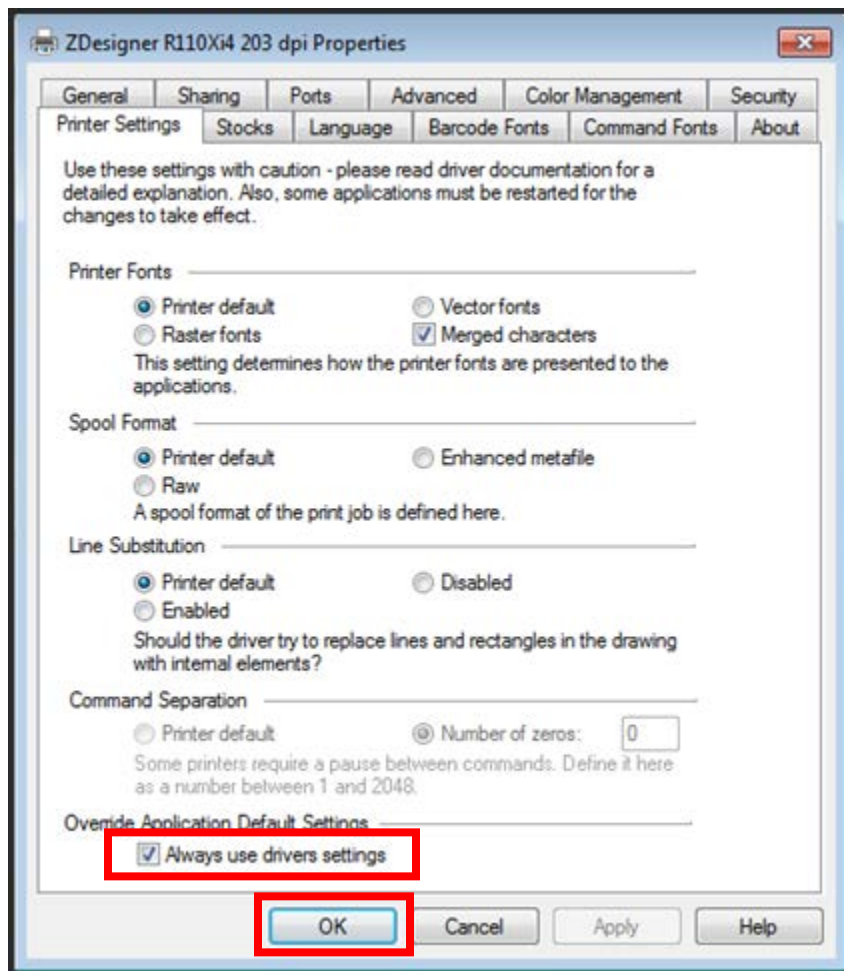 ZDesigner R110Xi4 203 dpi Properties
General Sharing Ports Advanced Color Management Security
Printer Settings Stocks Language Barcode Fonts Command Fonts About
Use these settings with caution - please read driver documentation for a
detailed explanation. Also, some applications must be restarted for the
changes to take effect.
Printer Fonts
Printer default Vector fonts
Raster fonts Merged characters
This setting determines how the printer fonts are presented to the
applications.
Spool Format
Printer default Enhanced metafile
Raw
A spool format of the print job is defined here.
Line Substitution
Printer default Disabled
Enabled
Should the driver try to replace lines and rectangles in the drawing
with internal elements?
Command Separation
Printer default Number of zeros: 0
Some printers require a pause between commands. Define it here
as a number between 1 and 2048.
Override Application Default Settings
Always use drivers settings
OK Cancel Apply Help